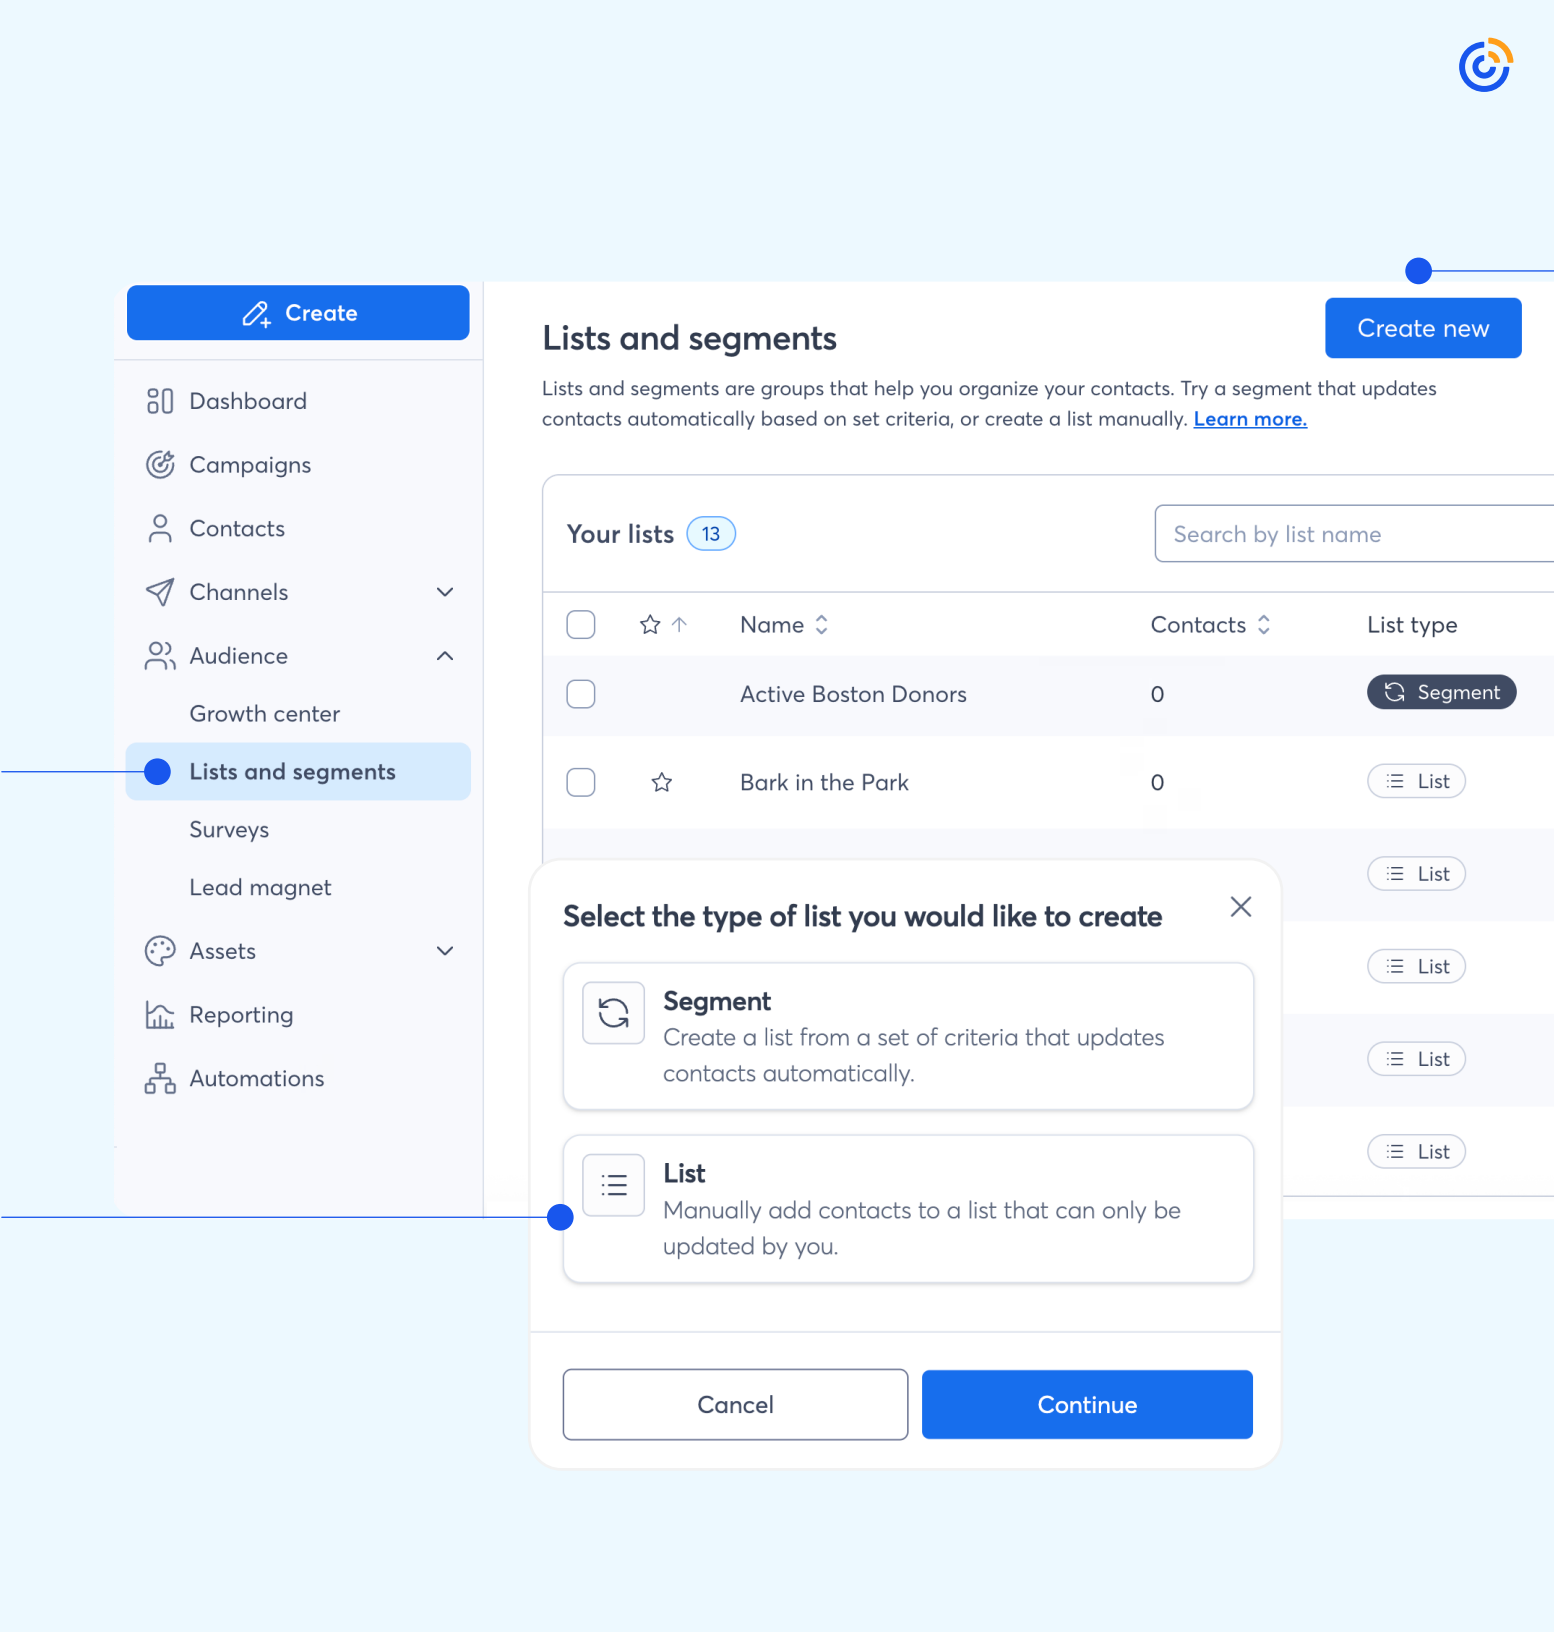 Create
Dashboard
Campaigns
Contacts
Channels
Audience
Growth center
Lists and segments
Surveys
Lead magnet
Assets
Reporting
Automations
Lists and segments
Create new
Lists and segments are groups that help you organize your contacts. Try a segment that updates
contacts automatically based on set criteria, or create a list manually. Learn more.
Your lists 13
Search by list name
Name Contacts List type
Active Boston Donors 0 Segment
Bark in the Park 0 List
List
List
List
List
Select the type of list you would like to create
Segment
Create a list from a set of criteria that updates
contacts automatically.
List
Manually add contacts to a list that can only be
updated by you.
Cancel Continue